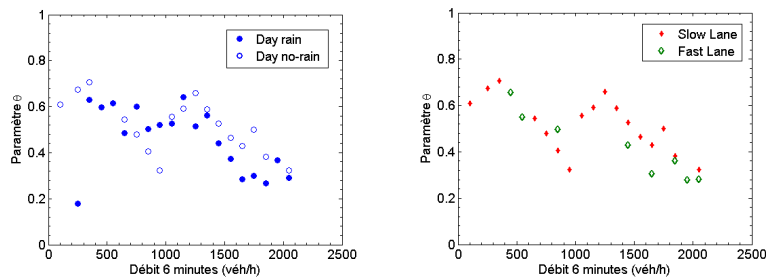 1
0.8
0.6
0.4
0.2
0
Paramètre θ
Day rain
Day no-rain
0 500 1000 1500 2000 2500
Débit 6 minutes (véh/h)
1
0.8
0.6
0.4
0.2
0
Paramètre θ
Slow Lane
Fast Lane
0 500 1000 1500 2000 2500
Débit 6 minutes (véh/h)